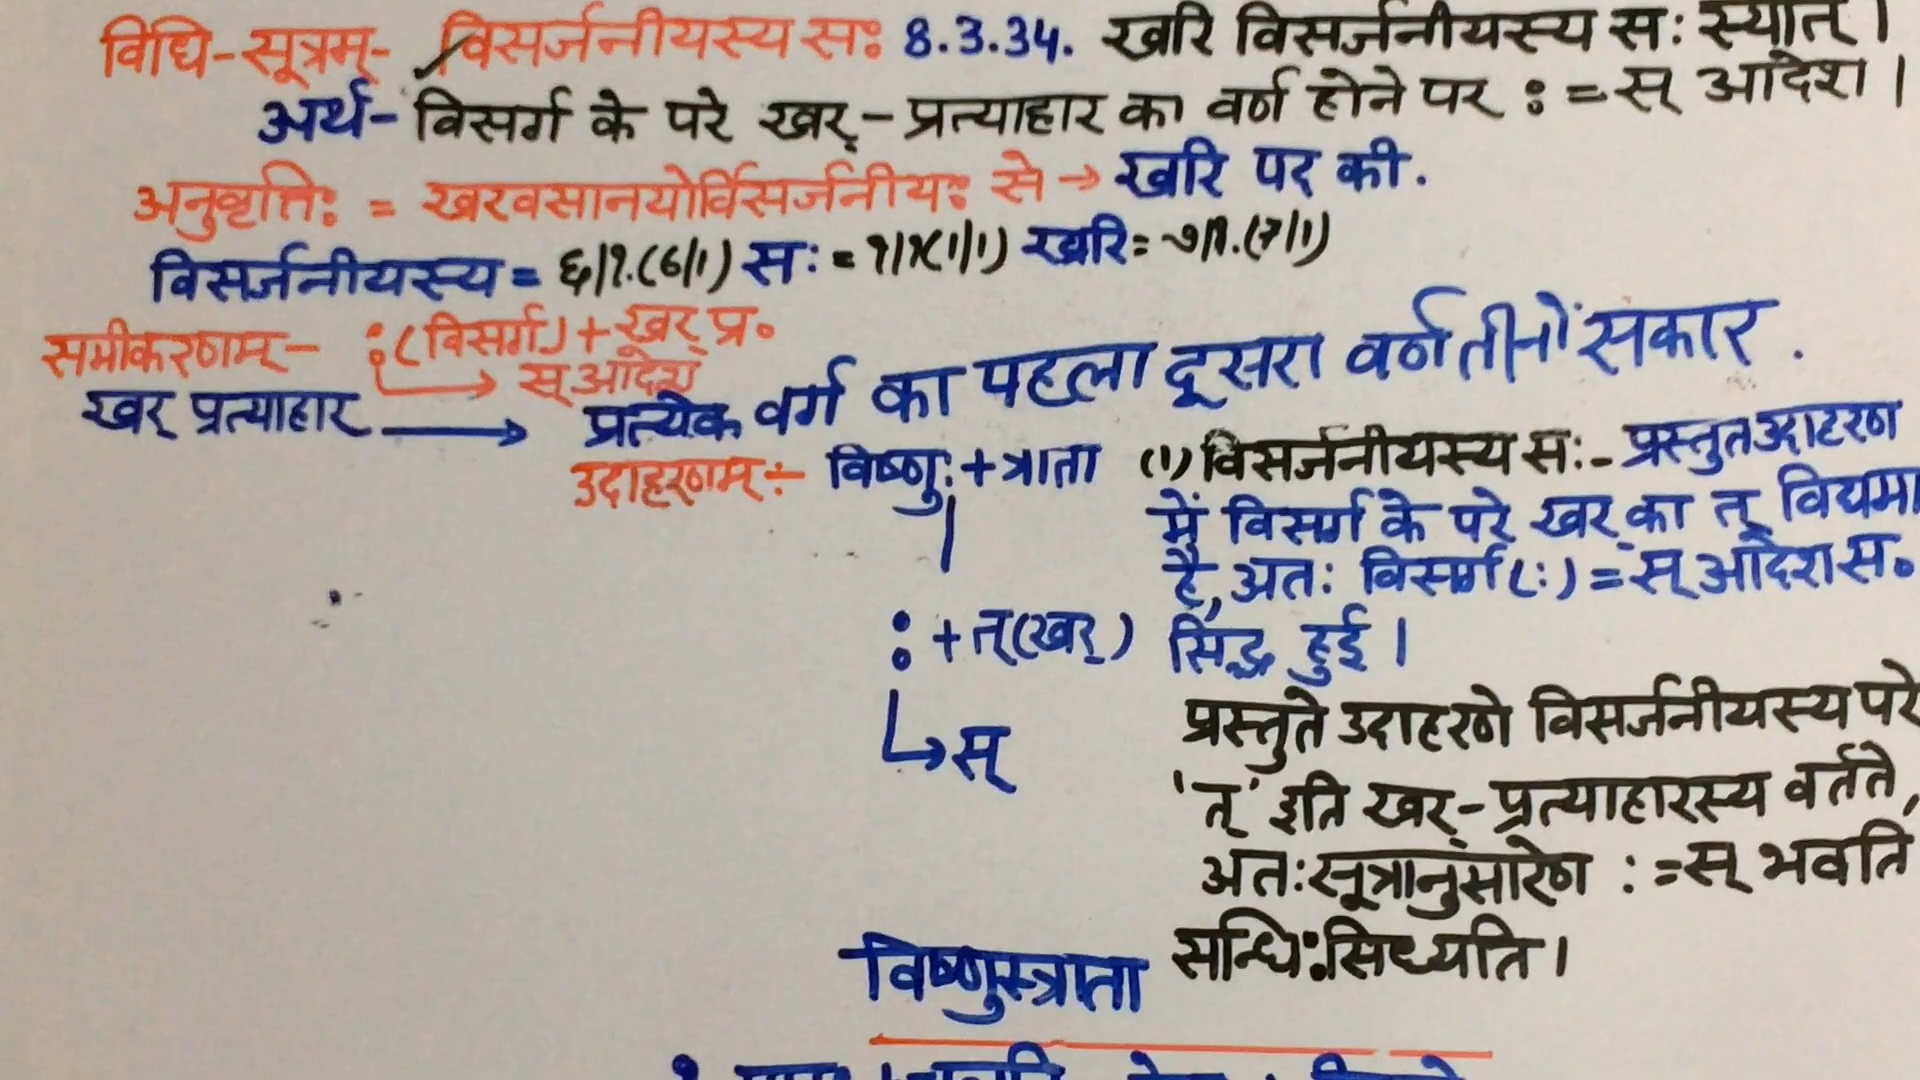 विधि-सूत्रम्- विसर्जनीयस्य सः 8.3.34. खरि विसर्जनीयस्य सः स्यात्।
अर्थ- विसर्ग के परे खर्-प्रत्याहार का वर्ण होने पर : = स् आदेश।
अनुवृत्तिः = खरवसानयोर्विसर्जनीयः से → खरि पद की.
विसर्जनीयस्य = ६/१.(6/1) सः = १/१(1/1) खरि = ७/१.(7/1)
समीकरणम्- :(विसर्ग) + खर् प्र०
→ स् आदेश
खर् प्रत्याहार → प्रत्येक वर्ग का पहला दूसरा वर्ण तीनों सकार.
उदाहरणम् :- विष्णुः + त्राता
: + त्(खर्)
↳ स्
विष्णुस्त्राता
(1) विसर्जनीयस्य सः- प्रस्तुत उदाहरण
में विसर्ग के परे खर् का त् विद्यमा
है, अतः विसर्ग(:) = स् आदेश स०
सिद्ध हुई।
प्रस्तुते उदाहरणे विसर्जनीयस्य परे
'त्' इति खर्-प्रत्याहारस्य वर्तते,
अतः सूत्रानुसारेण : = स् भवति
सन्धिः सिध्यति।